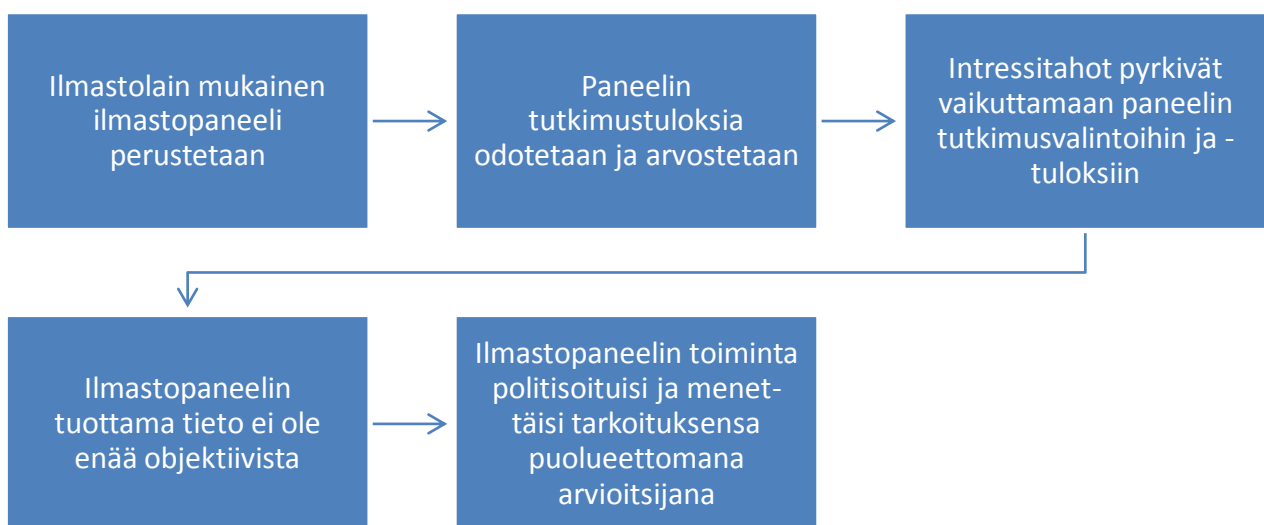 Ilmastolain mukainen
ilmastopaneeli
perustetaan
Paneelin
tutkimustuloksia
odotetaan ja arvostetaan
Intressitahot pyrkivät
vaikuttamaan paneelin
tutkimusvalintoihin ja -
tuloksiin
Ilmastopaneelin
tuottama tieto ei ole
enää objektiivista
Ilmastopaneelin toiminta
politisoituisi ja menet-
täisi tarkoituksensa
puolueettomana
arvioitsijana